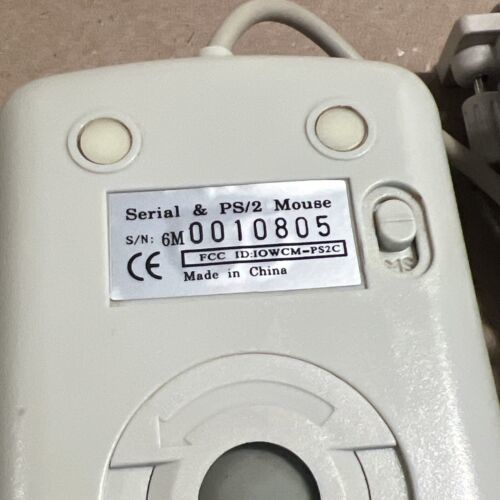 Serial & PS/2 Mouse
S/N: 6M0010805
FCC ID:IOWCM-PS2C
CE
Made in China